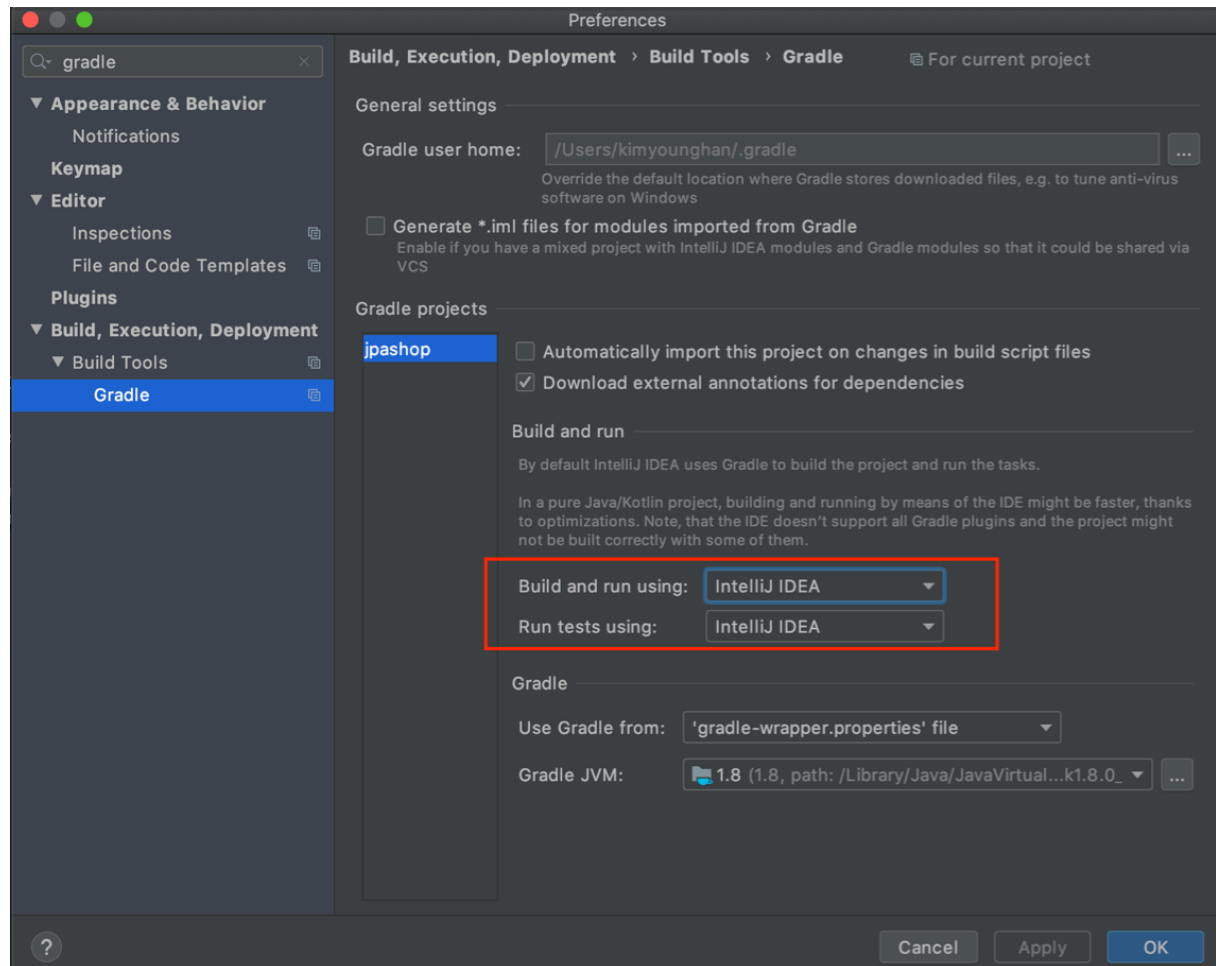 Preferences
gradle
Appearance & Behavior
Notifications
Keymap
Editor
Inspections
File and Code Templates
Plugins
Build, Execution, Deployment
Build Tools
Gradle
Build, Execution, Deployment › Build Tools › Gradle
For current project
General settings
Gradle user home:
/Users/kimyounghan/.gradle
...
Override the default location where Gradle stores downloaded files, e.g. to tune anti-virus
software on Windows
Generate *.iml files for modules imported from Gradle
Enable if you have a mixed project with IntelliJ IDEA modules and Gradle modules so that it could be shared via
VCS
Gradle projects
jpashop
Automatically import this project on changes in build script files
Download external annotations for dependencies
Build and run
By default IntelliJ IDEA uses Gradle to build the project and run the tasks.
In a pure Java/Kotlin project, building and running by means of the IDE might be faster, thanks
to optimizations. Note, that the IDE doesn't support all Gradle plugins and the project might
not be built correctly with some of them.
Build and run using: IntelliJ IDEA
Run tests using: IntelliJ IDEA
Gradle
Use Gradle from: 'gradle-wrapper.properties' file
Gradle JVM: 1.8 (1.8, path: /Library/Java/JavaVirtual...k1.8.0_ ...
?
Cancel
Apply
OK